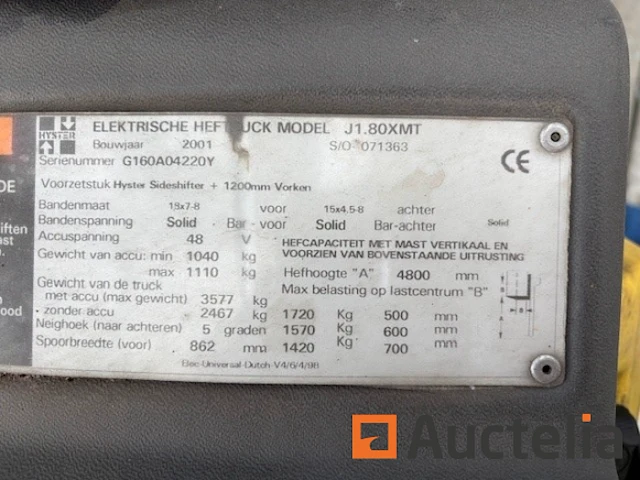 HYSTER
ELEKTRISCHE HEFTRUCK MODEL J1.80XMT
Bouwjaar 2001 S/O 071363
Serienummer G160A04220Y
CE
Voorzetstuk Hyster Sideshifter + 1200mm Vorken
Bandenmaat voor 15x4.5-8 achter
Bandenspanning Solid Bar - voor Solid Bar-achter Solid
Accuspanning 48 V
Gewicht van accu: min 1040 kg
max 1110 kg
Gewicht van de truck
met accu (max gewicht) 3577 kg
zonder accu 2467 kg
Neighoek (naar achteren) 5 graden
Spoorbreedte (voor) 862 mm
HEFCAPACITEIT MET MAST VERTIKAAL EN
VOORZIEN VAN BOVENSTAANDE UITRUSTING
Hefhoogte "A" 4800 mm
Max belasting op lastcentrum "B"
1720 Kg 500 mm
1570 Kg 600 mm
1420 Kg 700 mm
B
A
Elec-Universal-Dutch-V4/6/4/98
DE
iften
ast
ood
Auctelia